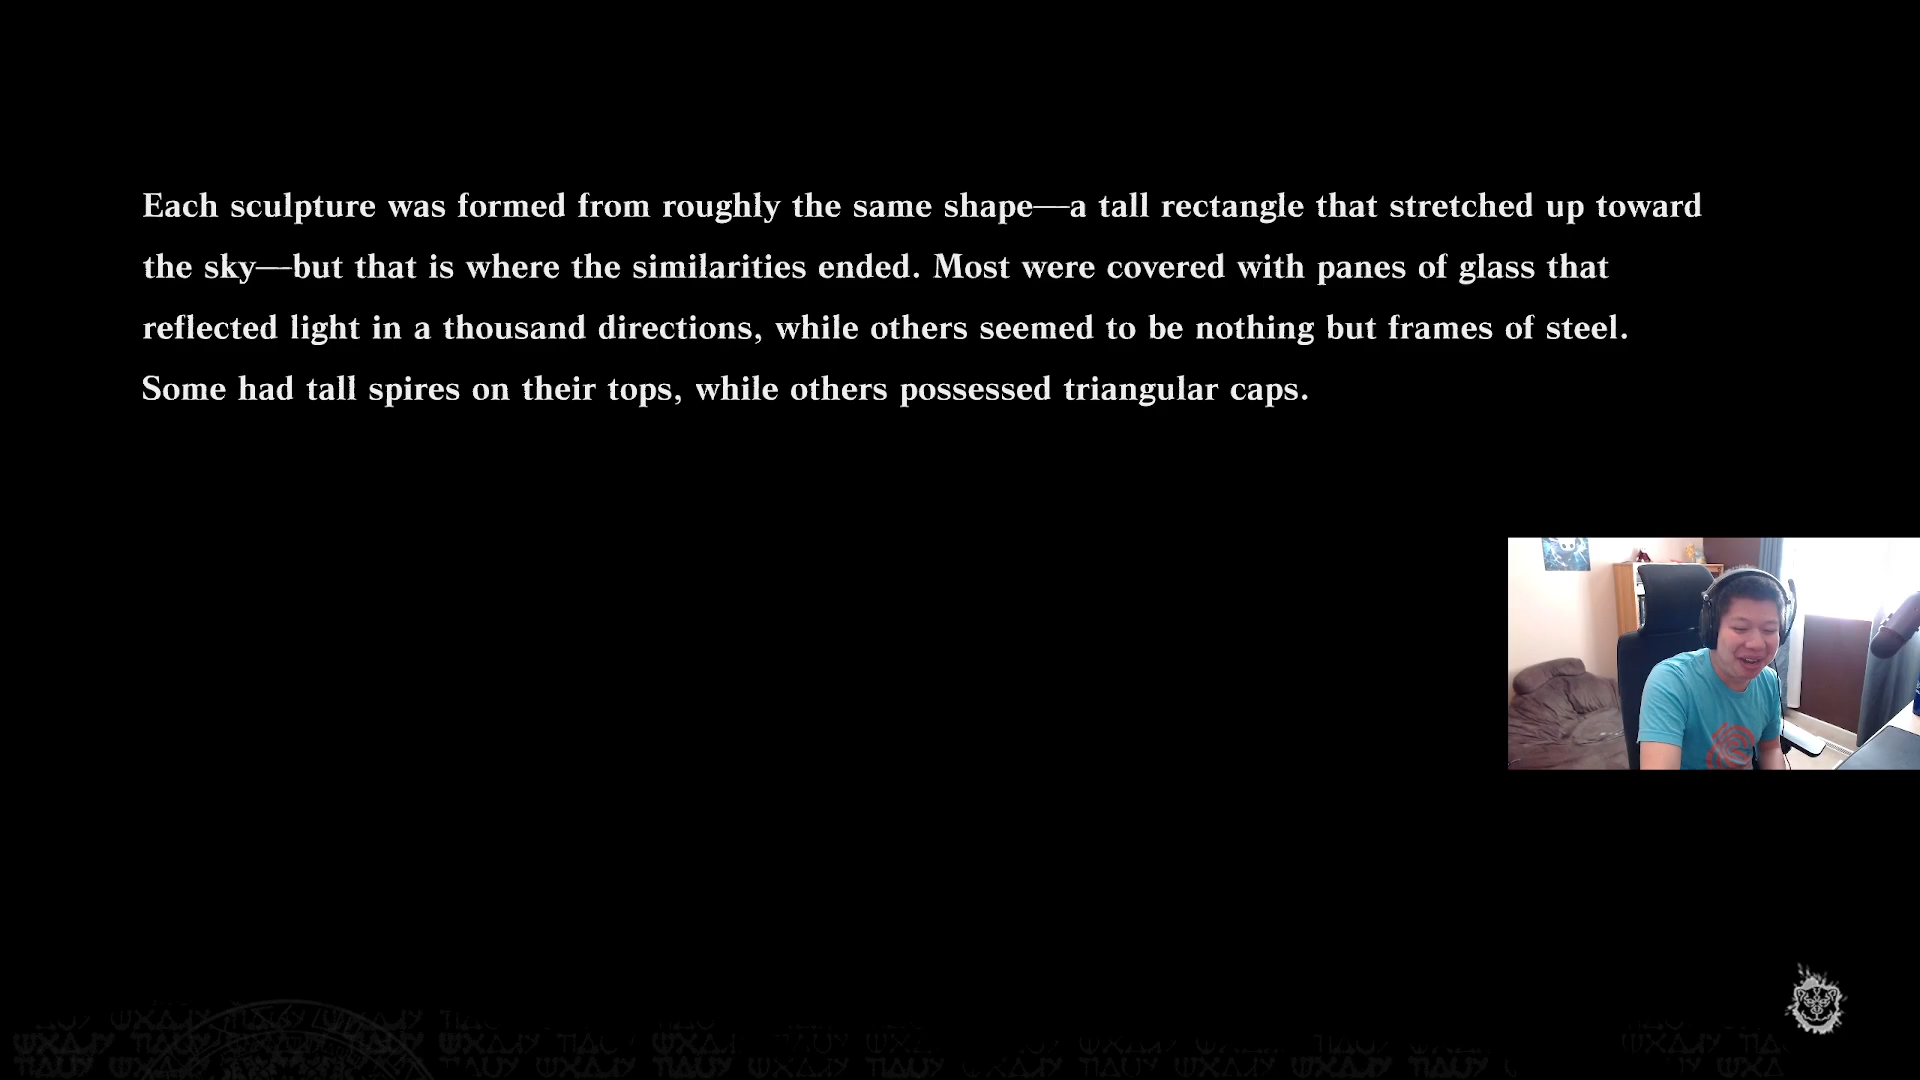 Each sculpture was formed from roughly the same shape—a tall rectangle that stretched up toward
the sky—but that is where the similarities ended. Most were covered with panes of glass that
reflected light in a thousand directions, while others seemed to be nothing but frames of steel.
Some had tall spires on their tops, while others possessed triangular caps.